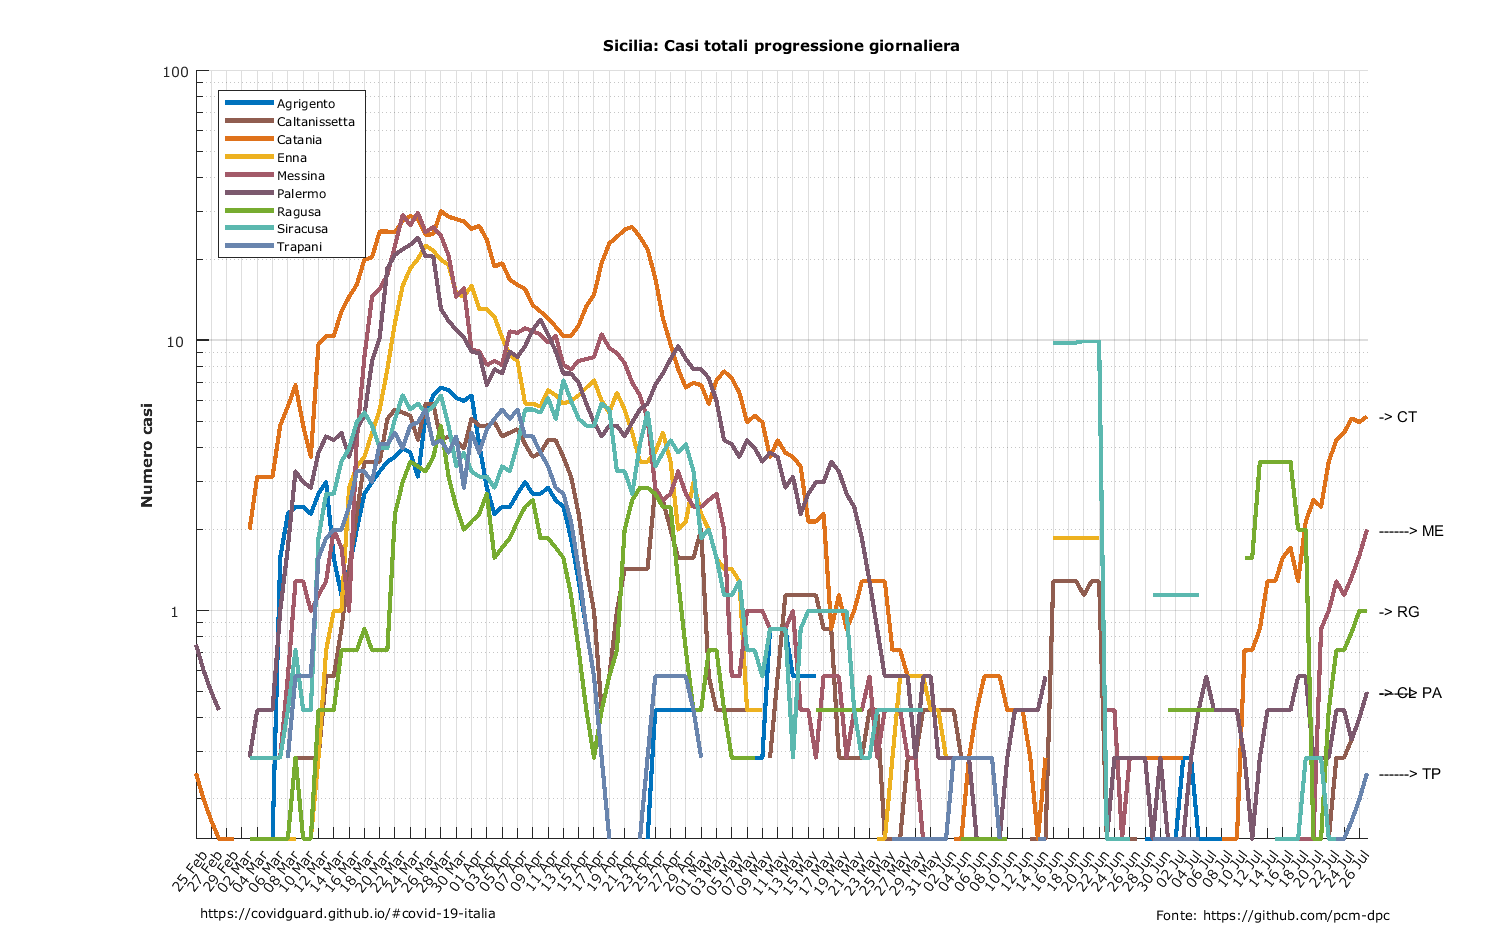 Sicilia: Casi totali progressione giornaliera
Numero casi
100
10
1
Agrigento
Caltanissetta
Catania
Enna
Messina
Palermo
Ragusa
Siracusa
Trapani
-> CT
------> ME
-> RG
-> CL
> PA
------> TP
25 Feb
27 Feb
29 Feb
02 Mar
04 Mar
06 Mar
08 Mar
10 Mar
12 Mar
14 Mar
16 Mar
18 Mar
20 Mar
22 Mar
24 Mar
26 Mar
28 Mar
30 Mar
01 Apr
03 Apr
05 Apr
07 Apr
09 Apr
11 Apr
13 Apr
15 Apr
17 Apr
19 Apr
21 Apr
23 Apr
25 Apr
27 Apr
29 Apr
01 May
03 May
05 May
07 May
09 May
11 May
13 May
15 May
17 May
19 May
21 May
23 May
25 May
27 May
29 May
31 May
02 Jun
04 Jun
06 Jun
08 Jun
10 Jun
12 Jun
14 Jun
16 Jun
18 Jun
20 Jun
22 Jun
24 Jun
26 Jun
28 Jun
30 Jun
02 Jul
04 Jul
06 Jul
08 Jul
10 Jul
12 Jul
14 Jul
16 Jul
18 Jul
20 Jul
22 Jul
24 Jul
26 Jul
https://covidguard.github.io/#covid-19-italia
Fonte: https://github.com/pcm-dpc